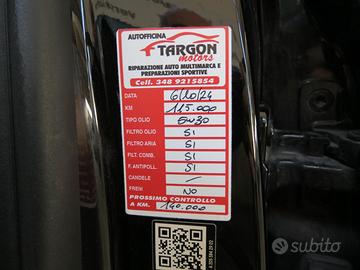 AUTOFFICINA
TARGON
motors
RIPARAZIONE AUTO MULTIMARCA E
PREPARAZIONI SPORTIVE
Cell. 348 9215854
DATA 6/10/24
KM 115.000
TIPO OLIO 5W30
FILTRO OLIO SI
FILTRO ARIA SI
FILT. COMB. SI
F. ANTIPOLL. SI
CANDELE –
FRENI NO
PROSSIMO CONTROLLO
A KM. 140.000
subito